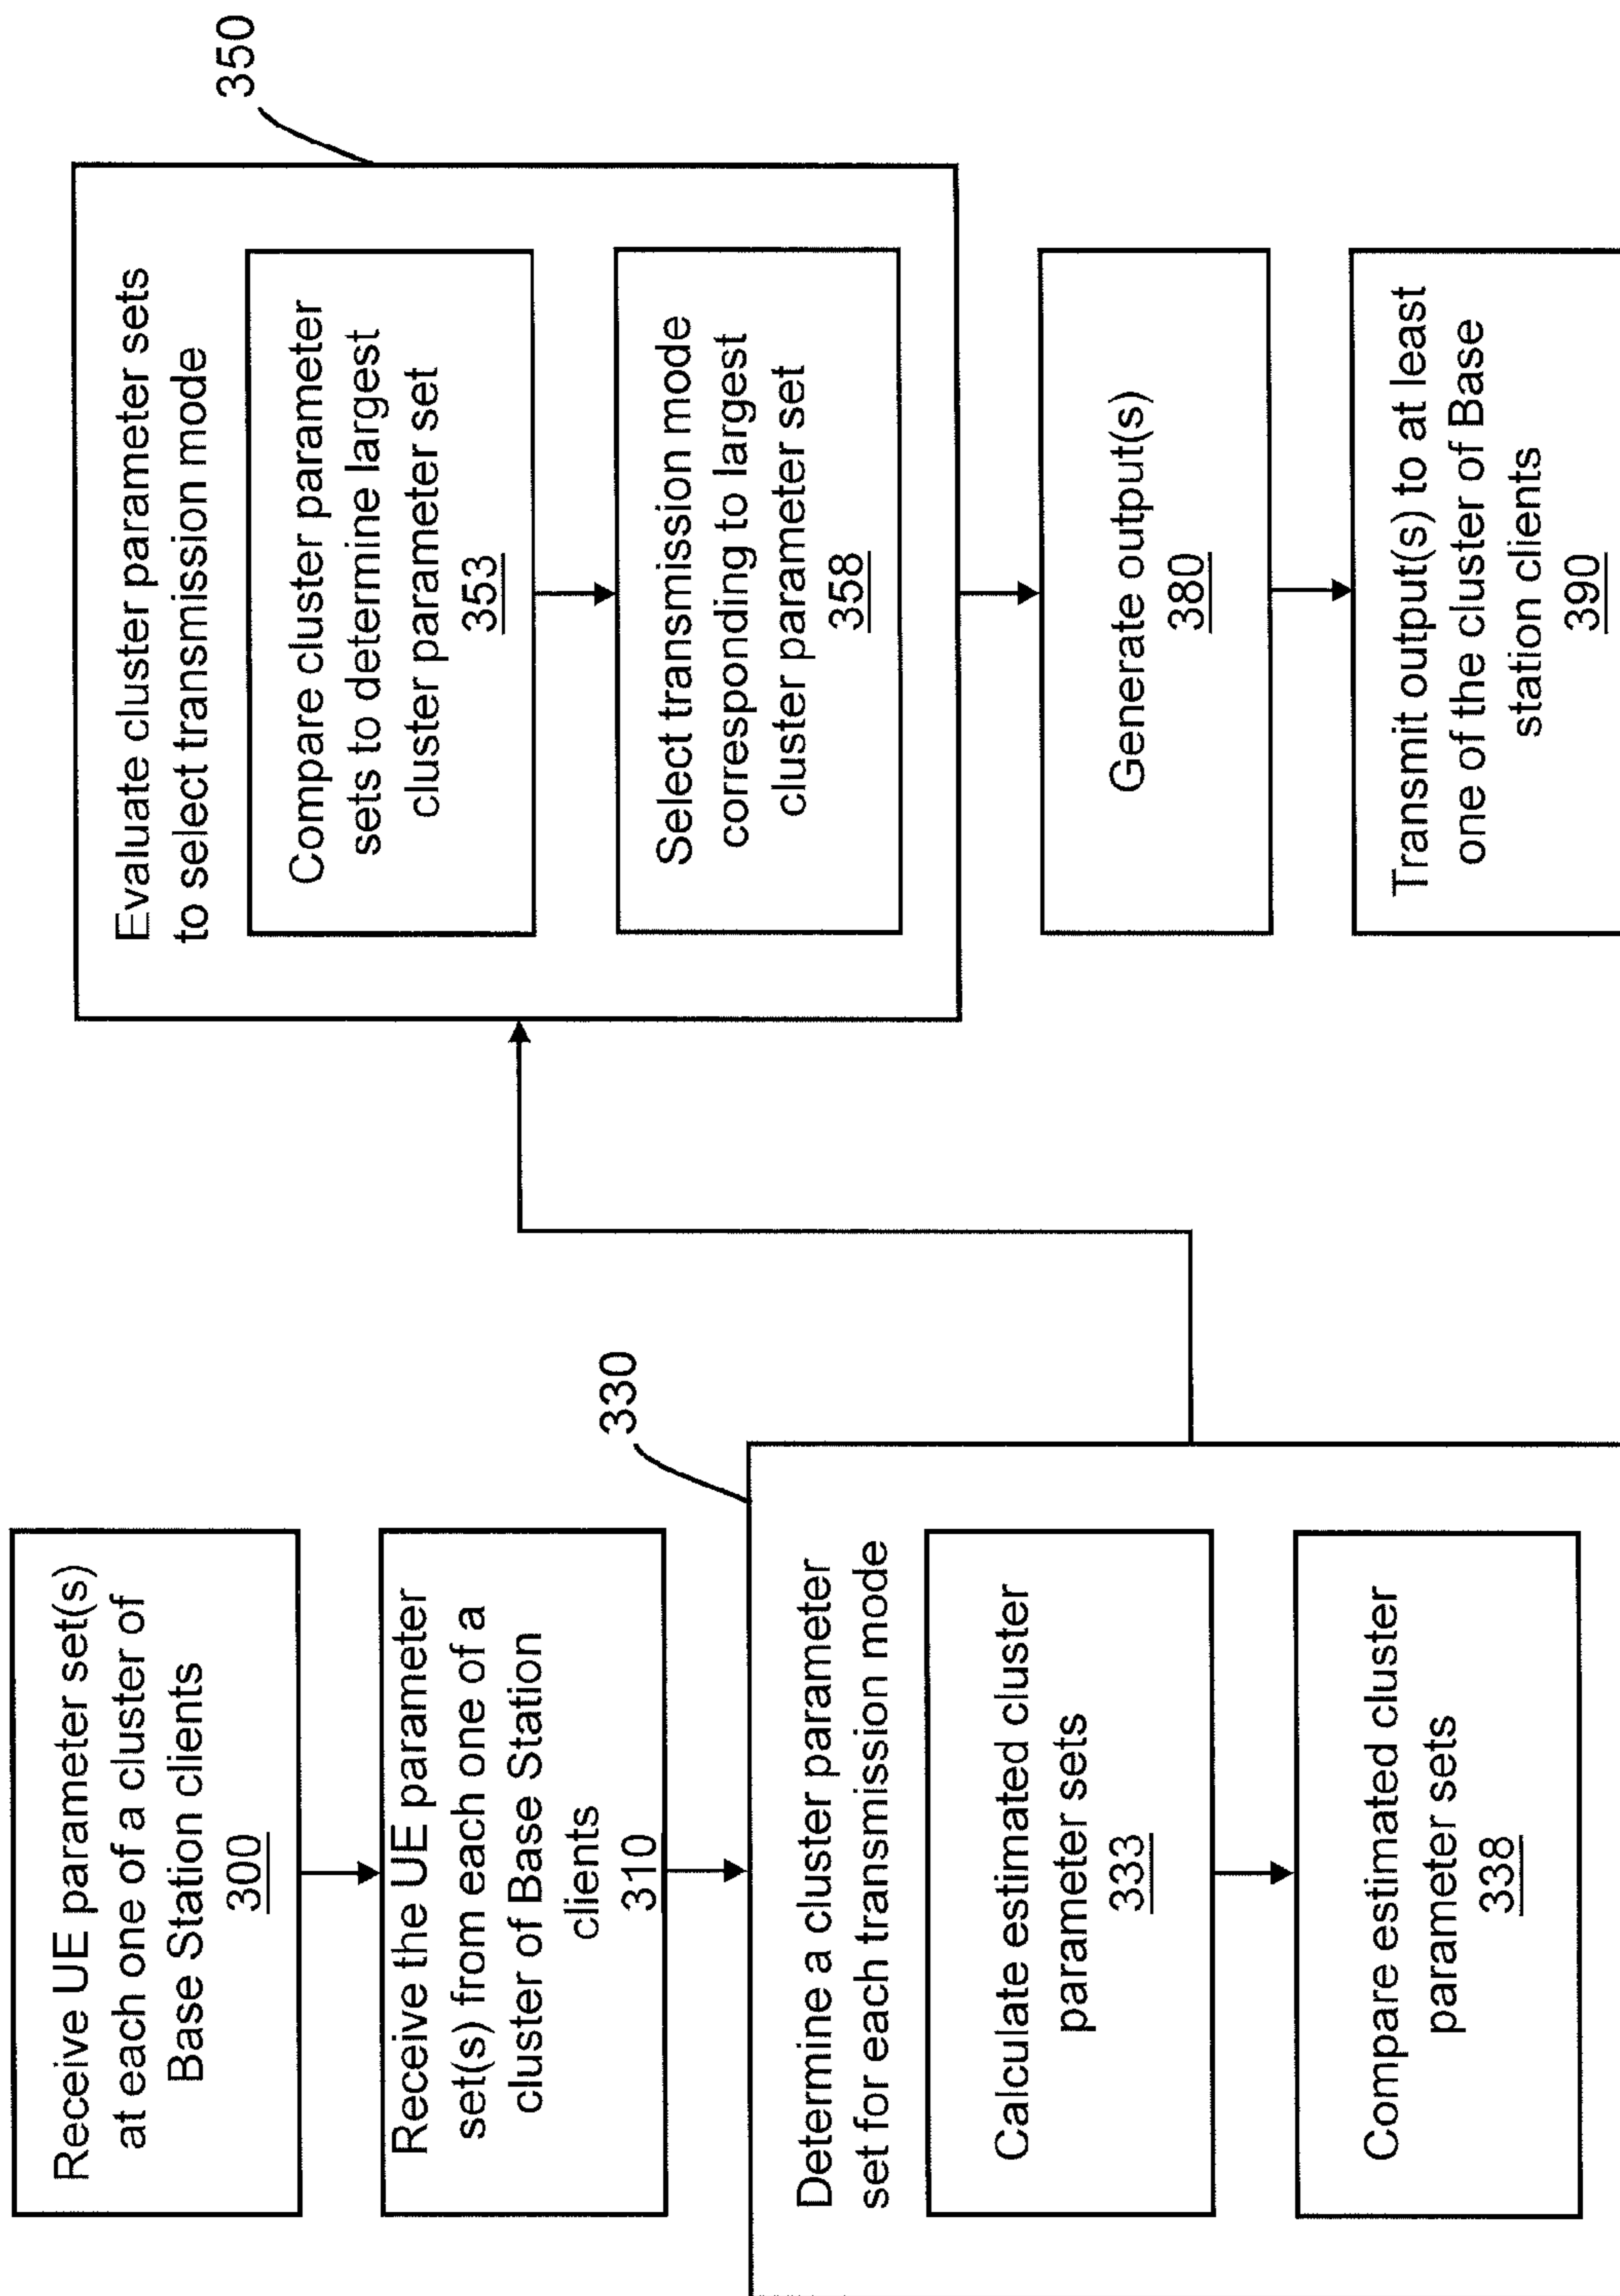 Receive UE parameter set(s)
at each one of a cluster of
Base Station clients
300
Receive the UE parameter
set(s) from each one of a
cluster of Base Station
clients
310
330
Determine a cluster parameter
set for each transmission mode
Calculate estimated cluster
parameter sets
333
Compare estimated cluster
parameter sets
338
350
Evaluate cluster parameter sets
to select transmission mode
Compare cluster parameter
sets to determine largest
cluster parameter set
353
Select transmission mode
corresponding to largest
cluster parameter set
358
Generate output(s)
380
Transmit output(s) to at least
one of the cluster of Base
station clients
390